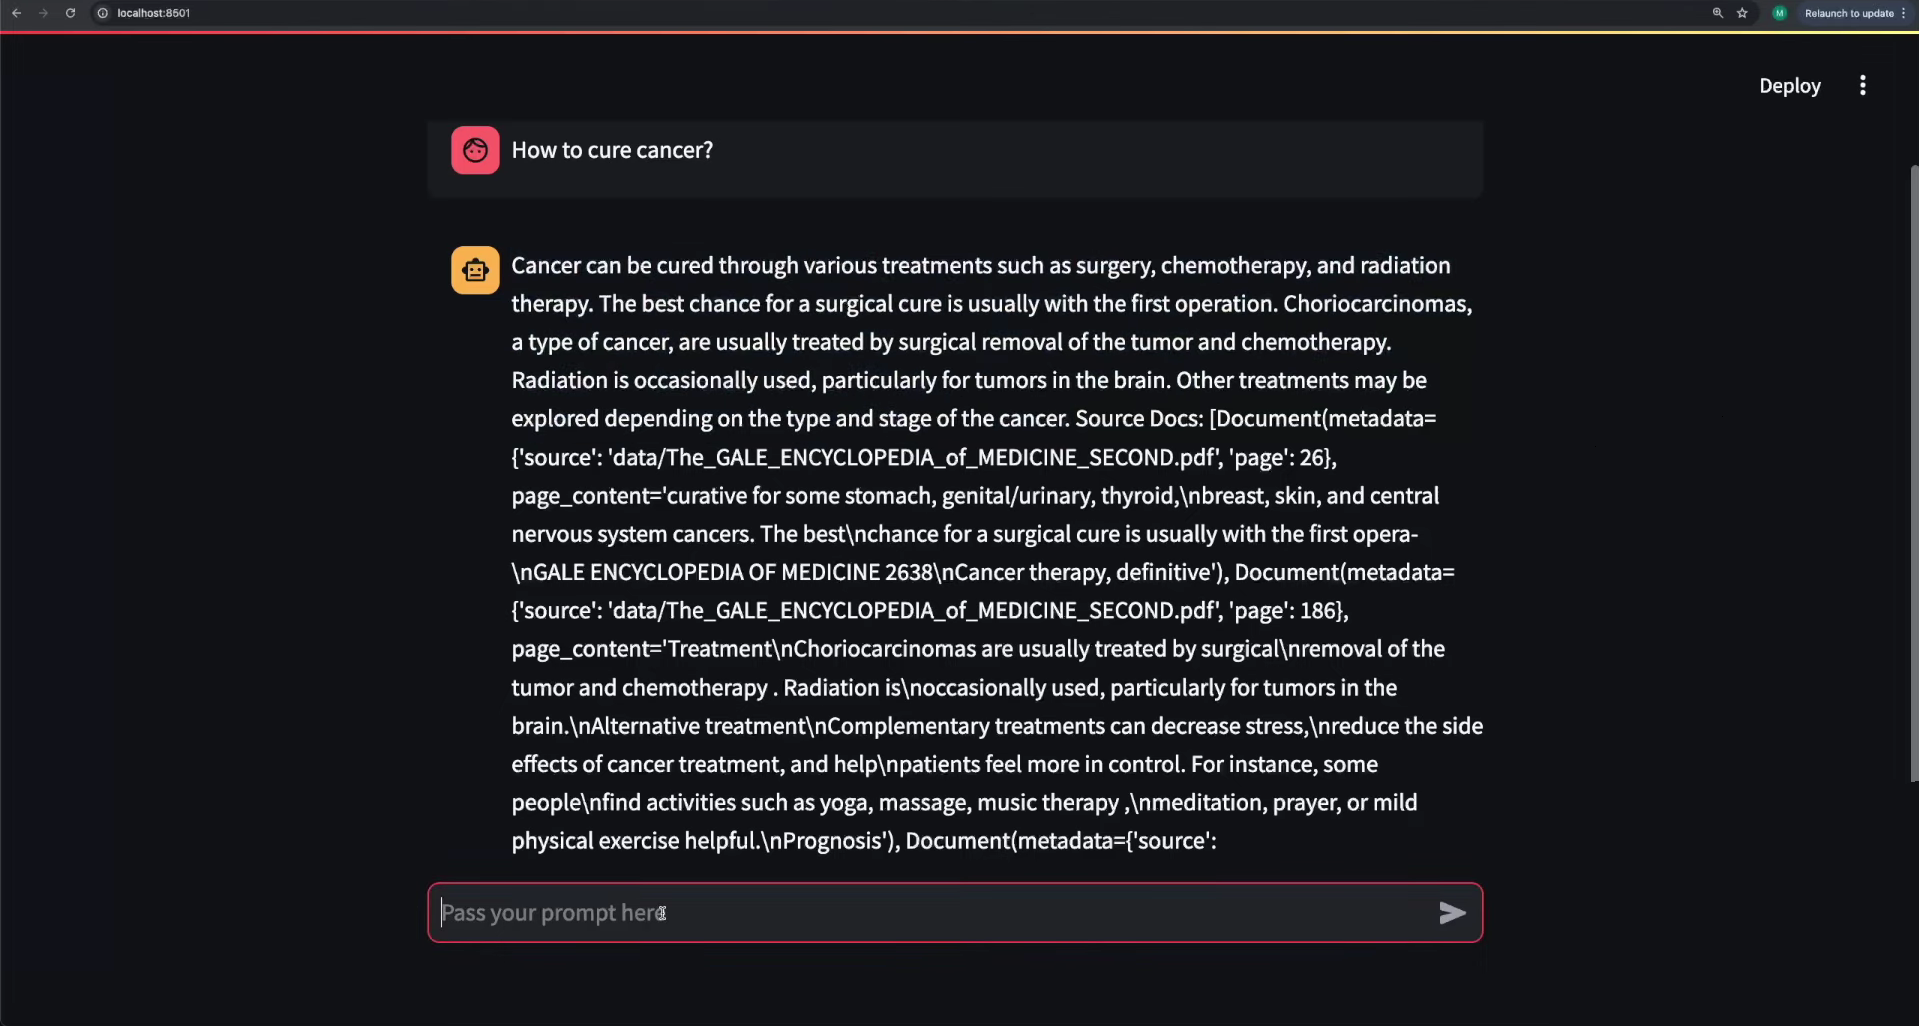 localhost:8501
M
Relaunch to update
Deploy
How to cure cancer?
Cancer can be cured through various treatments such as surgery, chemotherapy, and radiation
therapy. The best chance for a surgical cure is usually with the first operation. Choriocarcinomas,
a type of cancer, are usually treated by surgical removal of the tumor and chemotherapy.
Radiation is occasionally used, particularly for tumors in the brain. Other treatments may be
explored depending on the type and stage of the cancer. Source Docs: [Document(metadata=
{'source': 'data/The_GALE_ENCYCLOPEDIA_of_MEDICINE_SECOND.pdf', 'page': 26},
page_content='curative for some stomach, genital/urinary, thyroid,\nbreast, skin, and central
nervous system cancers. The best\nchance for a surgical cure is usually with the first opera-
\nGALE ENCYCLOPEDIA OF MEDICINE 2638\nCancer therapy, definitive'), Document(metadata=
{'source': 'data/The_GALE_ENCYCLOPEDIA_of_MEDICINE_SECOND.pdf', 'page': 186},
page_content='Treatment\nChoriocarcinomas are usually treated by surgical\nremoval of the
tumor and chemotherapy . Radiation is\noccasionally used, particularly for tumors in the
brain.\nAlternative treatment\nComplementary treatments can decrease stress,\nreduce the side
effects of cancer treatment, and help\npatients feel more in control. For instance, some
people\nfind activities such as yoga, massage, music therapy ,\nmeditation, prayer, or mild
physical exercise helpful.\nPrognosis'), Document(metadata={'source':
Pass your prompt here